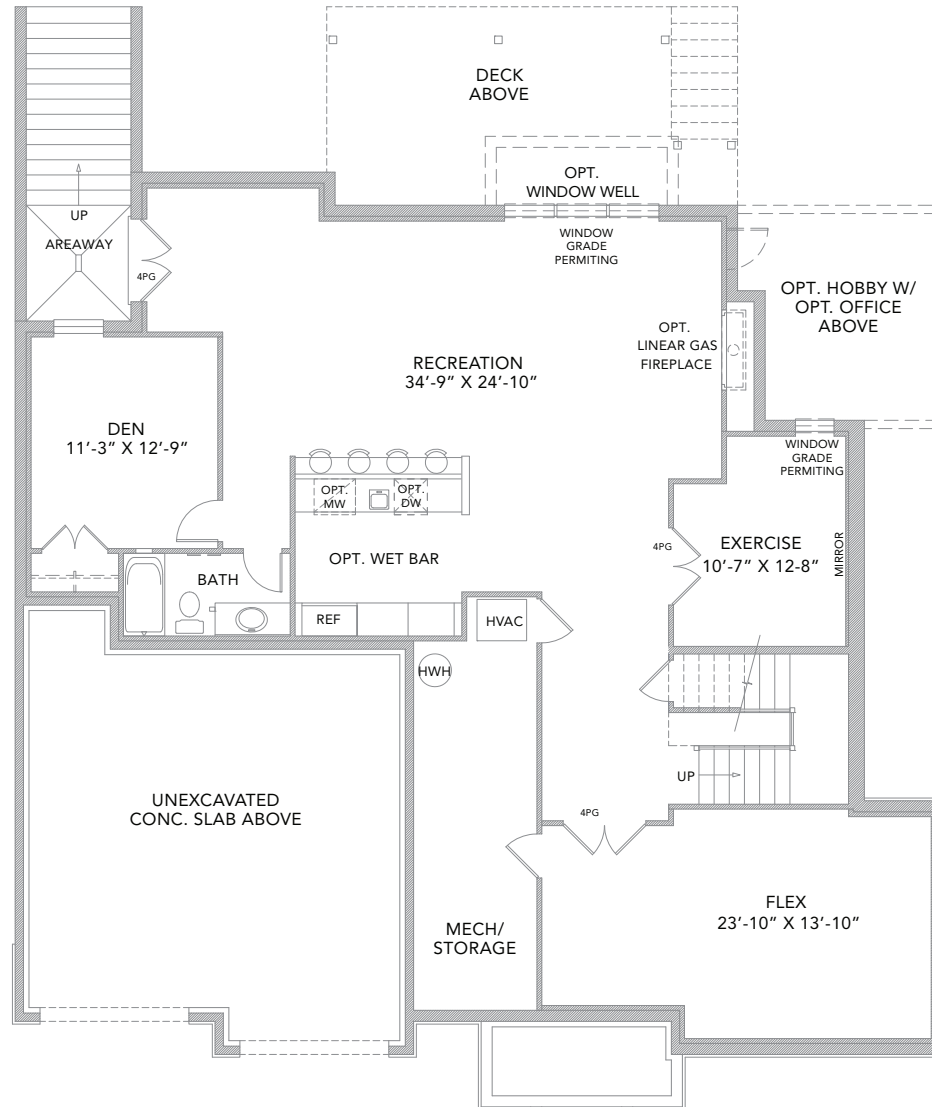 DECK
ABOVE
OPT.
WINDOW WELL
UP
AREAWAY
4PG
WINDOW
GRADE
PERMITING
OPT. HOBBY W/
OPT. OFFICE
ABOVE
OPT.
LINEAR GAS
FIREPLACE
RECREATION
34'-9" X 24'-10"
DEN
11'-3" X 12'-9"
WINDOW
GRADE
PERMITING
OPT.
MW
OPT.
DW
4PG
EXERCISE
10'-7" X 12-8"
MIRROR
OPT. WET BAR
BATH
REF
HVAC
HWH
UP
UNEXCAVATED
CONC. SLAB ABOVE
4PG
FLEX
23'-10" X 13'-10"
MECH/
STORAGE